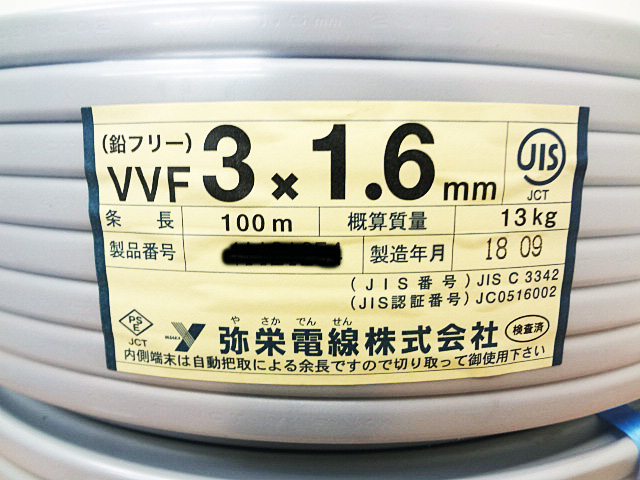 (鉛フリー)
VVF 3×1.6mm
JIS
JCT
条 長 100m 概算質量 13kg
製品番号 製造年月 18 09
(JIS番号) JIS C 3342
(JIS認証番号) JC0516002
PSE
JCT
や さか でん せん
弥栄電線株式会社 検査済
内側端末は自動把取による余長ですので切り取って御使用下さい